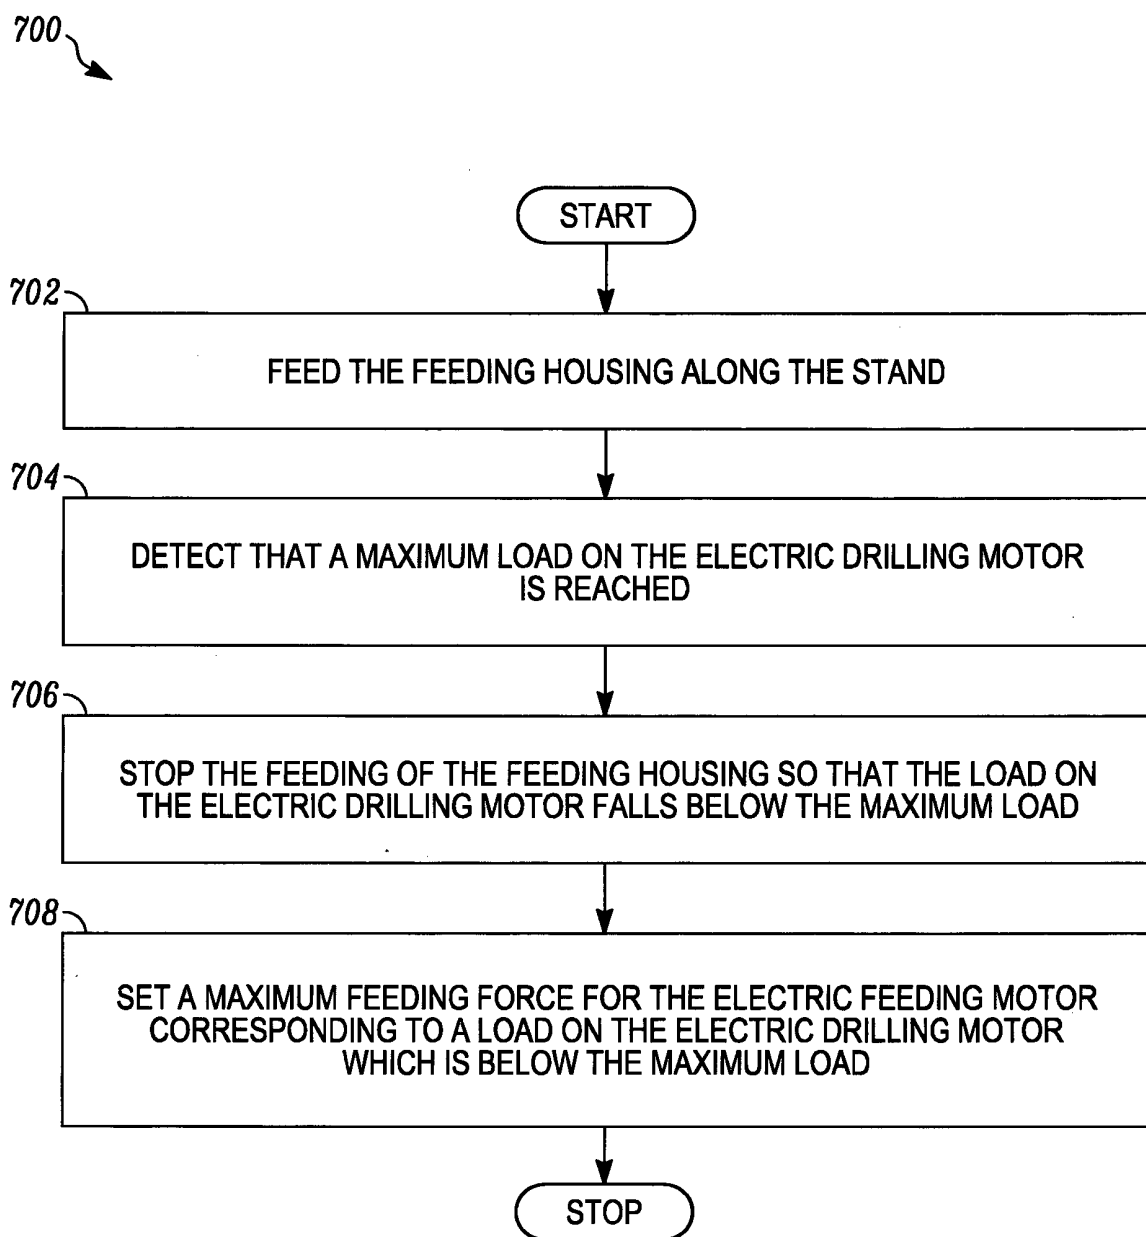 700
START
702
FEED THE FEEDING HOUSING ALONG THE STAND
704
DETECT THAT A MAXIMUM LOAD ON THE ELECTRIC DRILLING MOTOR
IS REACHED
706
STOP THE FEEDING OF THE FEEDING HOUSING SO THAT THE LOAD ON
THE ELECTRIC DRILLING MOTOR FALLS BELOW THE MAXIMUM LOAD
708
SET A MAXIMUM FEEDING FORCE FOR THE ELECTRIC FEEDING MOTOR
CORRESPONDING TO A LOAD ON THE ELECTRIC DRILLING MOTOR
WHICH IS BELOW THE MAXIMUM LOAD
STOP